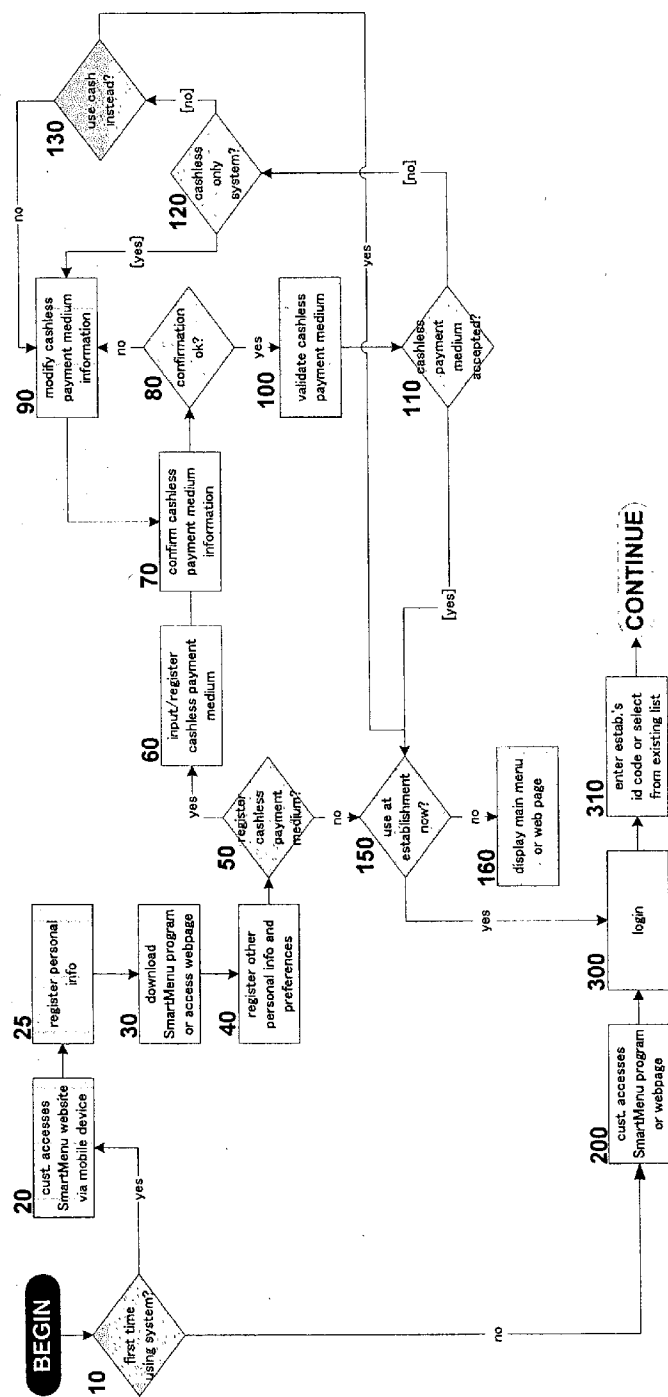 BEGIN
10
first time
using system?
yes
no
20
cust. accesses
SmartMenu website
via mobile device
25
register personal
info
30
download
SmartMenu program
or access webpage
40
register other
personal info and
preferences
50
register
cashless
payment
medium?
yes
no
60
input/register
cashless payment
medium
70
confirm cashless
payment medium
information
80
confirmation
ok?
no
yes
90
modify cashless
payment medium
information
100
validate cashless
payment medium
110
cashless
payment
medium
accepted?
[yes]
[no]
120
cashless
only
system?
[yes]
[no]
130
use cash
instead?
no
yes
150
use at
establishment
now?
yes
no
160
display main menu
or web page
200
cust. accesses
SmartMenu program
or webpage
300
login
310
enter estab.'s
id code or select
from existing list
CONTINUE